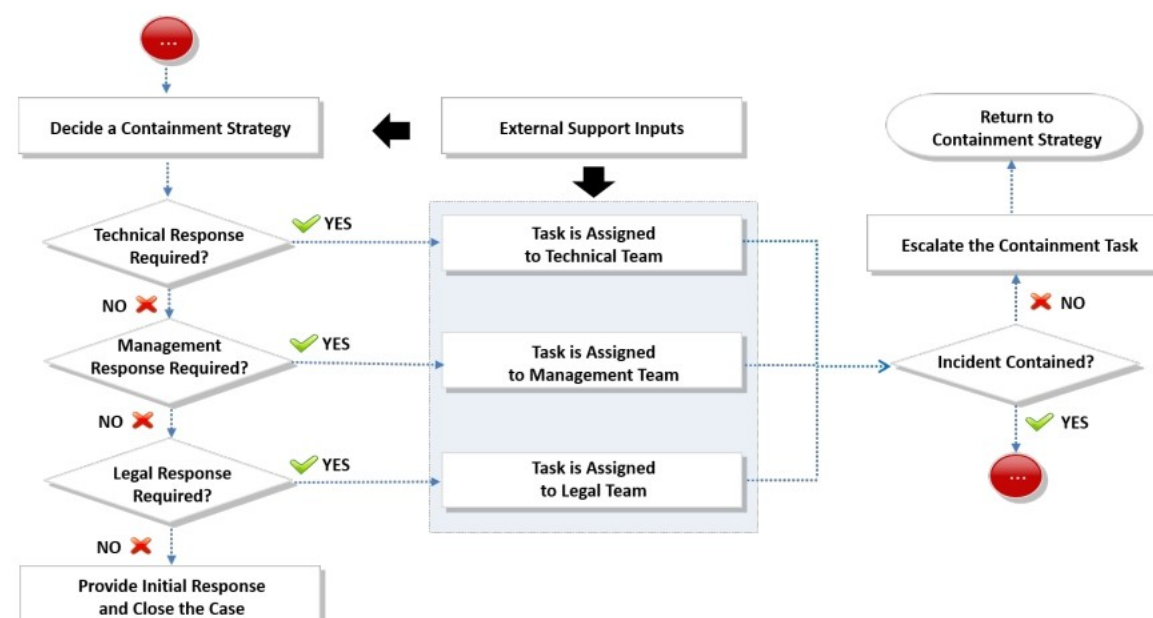 ...
Decide a Containment Strategy
External Support Inputs
Return to
Containment Strategy
Technical Response
Required?
YES
Task is Assigned
to Technical Team
Escalate the Containment Task
NO
NO
Management
Response Required?
YES
Task is Assigned
to Management Team
Incident Contained?
NO
YES
Legal Response
Required?
YES
Task is Assigned
to Legal Team
...
NO
Provide Initial Response
and Close the Case